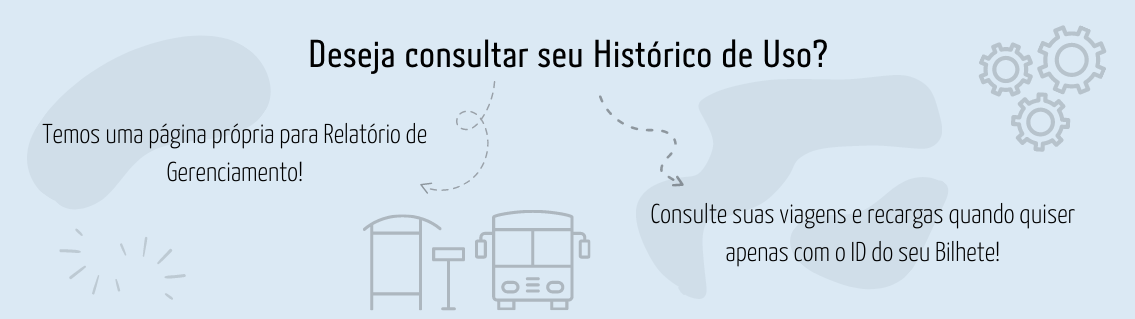 Deseja consultar seu Histórico de Uso?
Temos uma página própria para Relatório de
Gerenciamento!
Consulte suas viagens e recargas quando quiser
apenas com o ID do seu Bilhete!